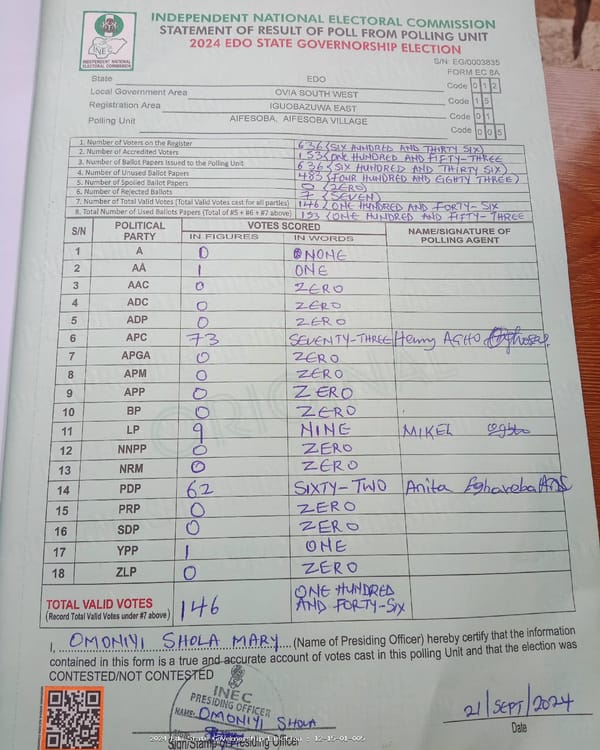 INDEPENDENT NATIONAL ELECTORAL COMMISSION
STATEMENT OF RESULT OF POLL FROM POLLING UNIT
2024 EDO STATE GOVERNORSHIP ELECTION
INEC
INDEPENDENT NATIONAL
ELECTORAL COMMISSION
S/N: EG/0003835
FORM EC 8A
State EDO Code 0 1 2
Local Government Area OVIA SOUTH WEST Code 1 5
Registration Area IGUOBAZUWA EAST Code 0 1
Polling Unit AIFESOBA, AIFESOBA VILLAGE Code 0 0 5
1. Number of Voters on the Register 636 (SIX HUNDRED AND THIRTY SIX)
2. Number of Accredited Voters 153 (ONE HUNDRED AND FIFTY-THREE
3. Number of Ballot Papers Issued to the Polling Unit 636 (SIX HUNDRED AND THIRTY SIX)
4. Number of Unused Ballot Papers 483 (FOUR HUNDRED AND EIGHTY THREE)
5. Number of Spoiled Ballot Papers 0 (ZERO)
6. Number of Rejected Ballots 7 (SEVEN)
7. Number of Total Valid Votes (Total Valid Votes cast for all parties) 146 (ONE HUNDRED AND FORTY-SIX
8. Total Number of Used Ballots Papers (Total of #5 + #6 + #7 above) 153 (ONE HUNDRED AND FIFTY-THREE
S/N POLITICAL PARTY VOTES SCORED NAME/SIGNATURE OF POLLING AGENT
IN FIGURES IN WORDS
1 A 0 NONE
2 AA 1 ONE
3 AAC 0 ZERO
4 ADC 0 ZERO
5 ADP 0 ZERO
6 APC 73 SEVENTY-THREE Henry AGHO
7 APGA 0 ZERO
8 APM 0 ZERO
9 APP 0 ZERO
10 BP 0 ZERO
11 LP 9 NINE MIKEL
12 NNPP 0 ZERO
13 NRM 0 ZERO
14 PDP 62 SIXTY-TWO Anita Eghareba
15 PRP 0 ZERO
16 SDP 0 ZERO
17 YPP 1 ONE
18 ZLP 0 ZERO
ORIGINAL
TOTAL VALID VOTES 146 ONE HUNDRED
(Record Total Valid Votes under #7 above) AND FORTY-SIX
I, OMONIYI SHOLA MARY (Name of Presiding Officer) hereby certify that the information
contained in this form is a true and accurate account of votes cast in this polling Unit and that the election was
CONTESTED/NOT CONTESTED
INEC
PRESIDING OFFICER
NAME: OMONIYI SHOLA
21/SEPT/2024
Date
Sign/Stamp of Presiding Officer
2024 Edo State Governorship Election : 12-15-01-005